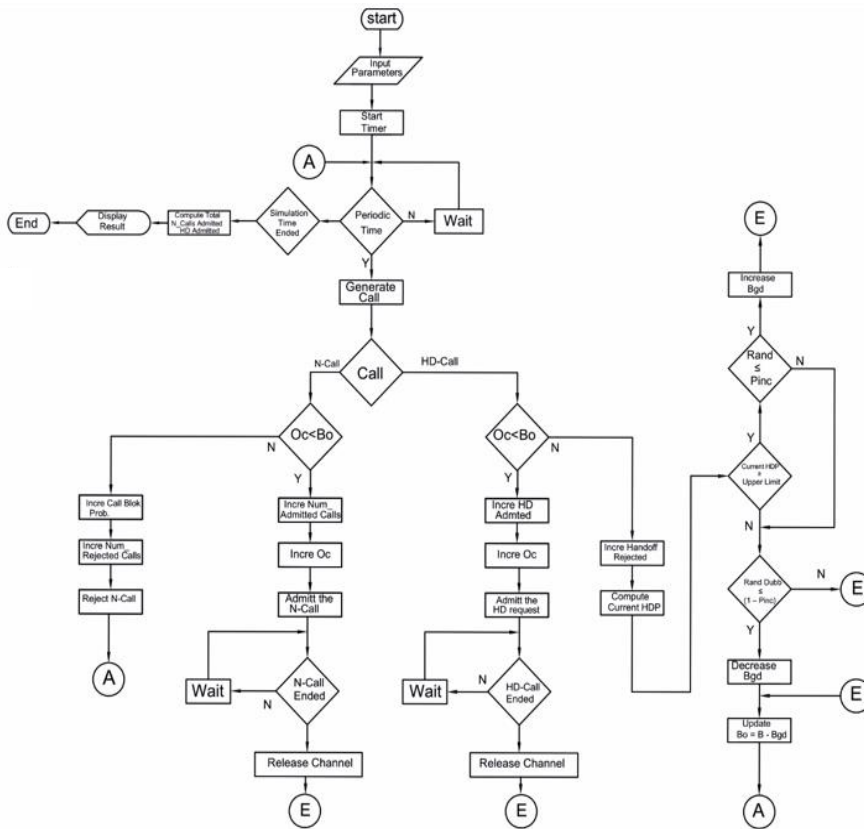 start
Input
Parameters
Start
Timer
A
N
Wait
Periodic
Time
Simulation
Time
Ended
Compute Total
N_Calls Admitted
HD Admitted
Display
Result
End
Y
Generate
Call
N-Call
Call
HD-Call
Oc<Bo
N
Y
Incre Call Blok
Prob.
Incre Num_
Rejected Calls
Reject N-Call
A
Incre Num_
Admitted Calls
Incre Oc
Admitt the
N-Call
N-Call
Ended
N
Wait
Release Channel
E
Oc<Bo
N
Y
Incre HD
Admted
Incre Oc
Admitt the
HD request
HD-Call
Ended
N
Wait
Release Channel
E
Incre Handoff
Rejected
Compute
Current HDP
E
Increase
Bgd
Y
Rand
≤
Pinc
N
Y
Current HDP
Upper Limit
N
Rand Dubb
≤
(1 – Pinc)
N
E
Y
Decrease
Bgd
E
Update
Bo = B - Bgd
A